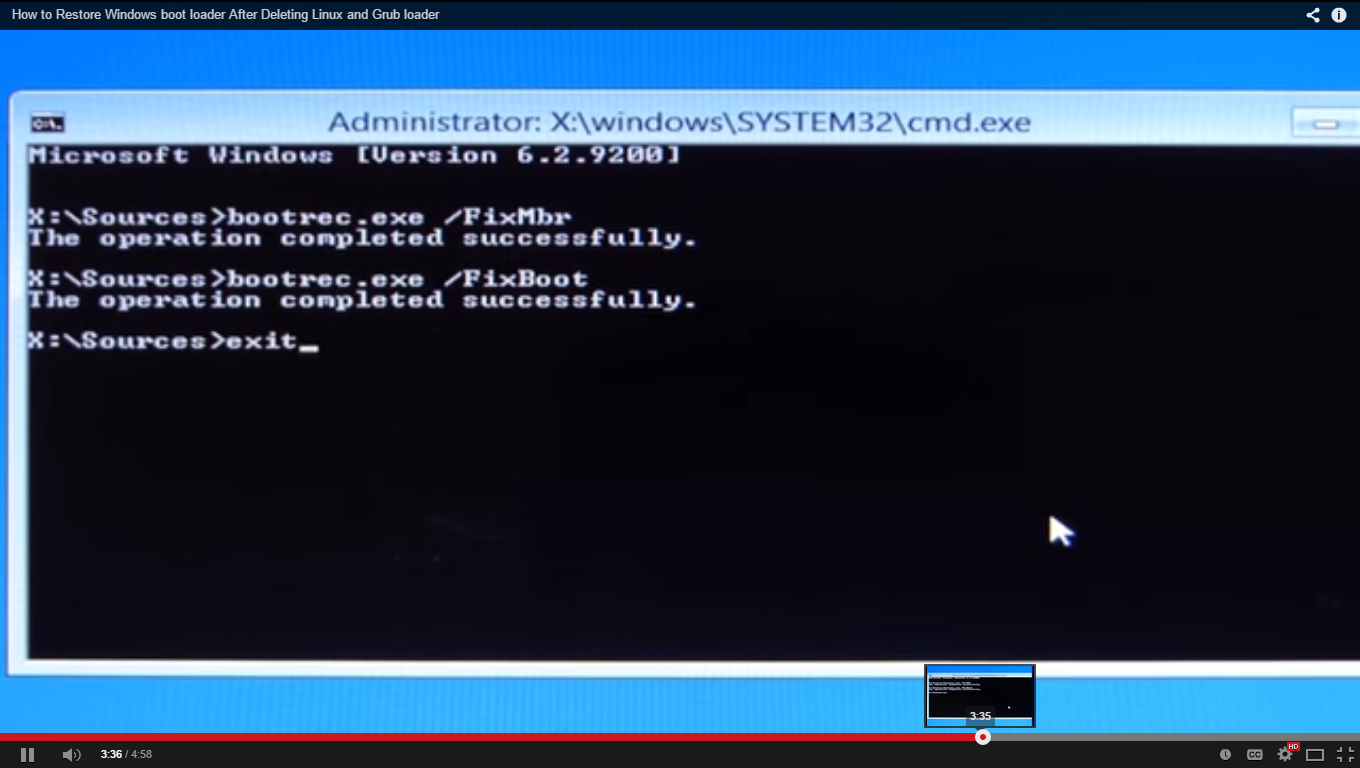 How to Restore Windows boot loader After Deleting Linux and Grub loader
C:\.
Administrator: X:\windows\SYSTEM32\cmd.exe
Microsoft Windows [Version 6.2.9200]
X:\Sources>bootrec.exe /FixMbr
The operation completed successfully.
X:\Sources>bootrec.exe /FixBoot
The operation completed successfully.
X:\Sources>exit_
3:35
3:36 / 4:58
CC
HD